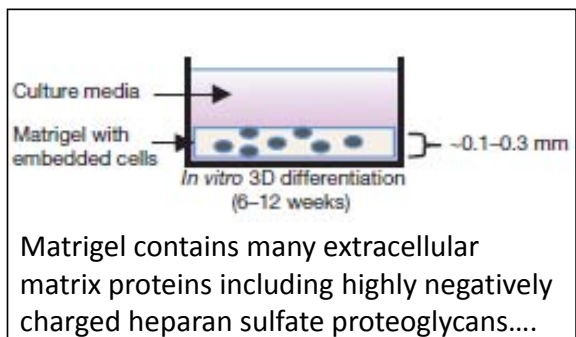 Culture media
Matrigel with
embedded cells
~0.1–0.3 mm
In vitro 3D differentiation
(6–12 weeks)
Matrigel contains many extracellular
matrix proteins including highly negatively
charged heparan sulfate proteoglycans....